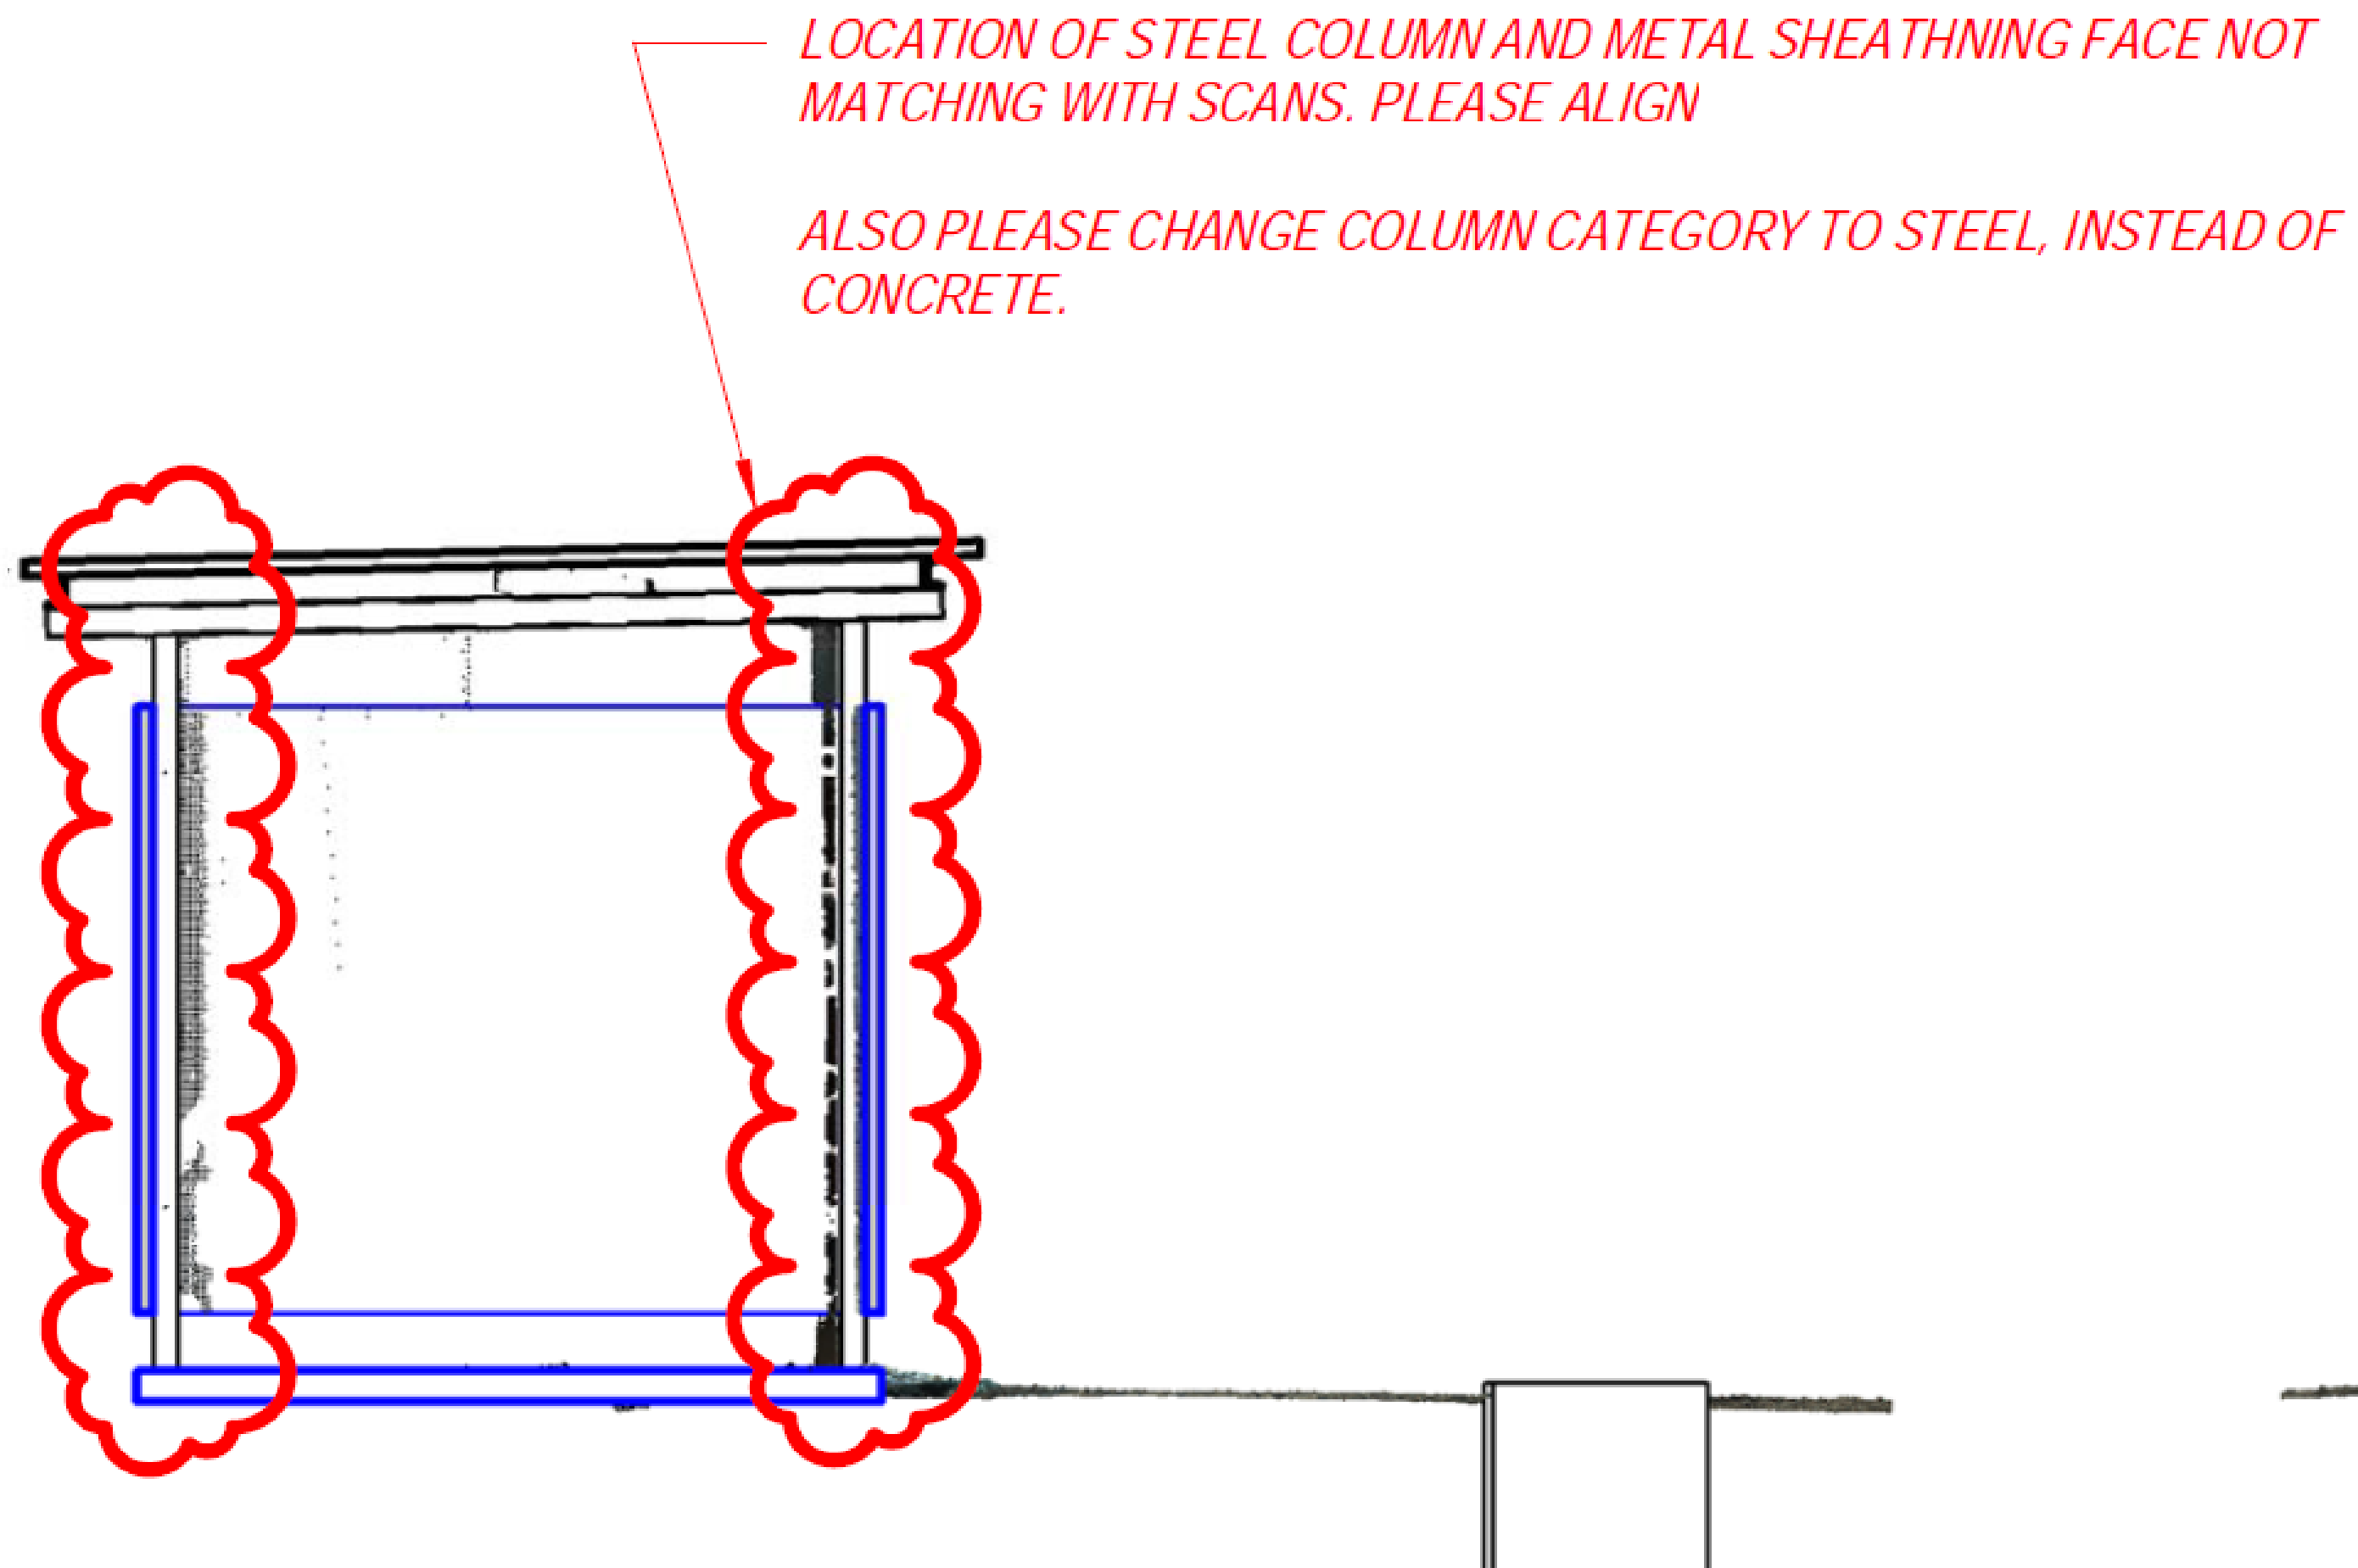 LOCATION OF STEEL COLUMN AND METAL SHEATHNING FACE NOT
MATCHING WITH SCANS. PLEASE ALIGN
ALSO PLEASE CHANGE COLUMN CATEGORY TO STEEL, INSTEAD OF
CONCRETE.